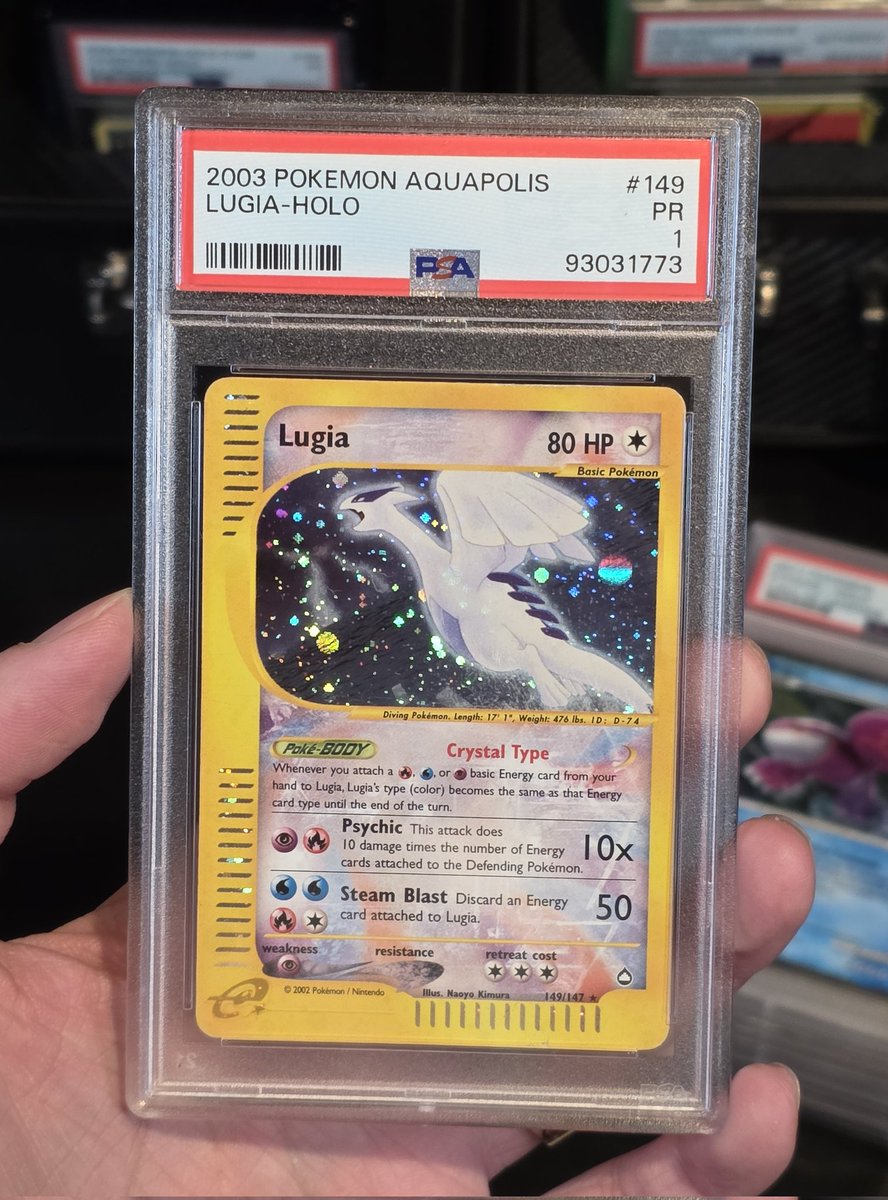 2003 POKEMON AQUAPOLIS #149
LUGIA-HOLO PR
1
PSA 93031773
Lugia 80 HP
Basic Pokémon
Diving Pokémon. Length: 17' 1", Weight: 476 lbs. ID: D-74
Poké-BODY Crystal Type
Whenever you attach a , , or basic Energy card from your
hand to Lugia, Lugia's type (color) becomes the same as that Energy
card type until the end of the turn.
Psychic This attack does
10 damage times the number of Energy 10x
cards attached to the Defending Pokémon.
Steam Blast Discard an Energy 50
card attached to Lugia.
weakness resistance retreat cost
© 2002 Pokémon / Nintendo Illus. Naoyo Kimura 149/147 ★
e